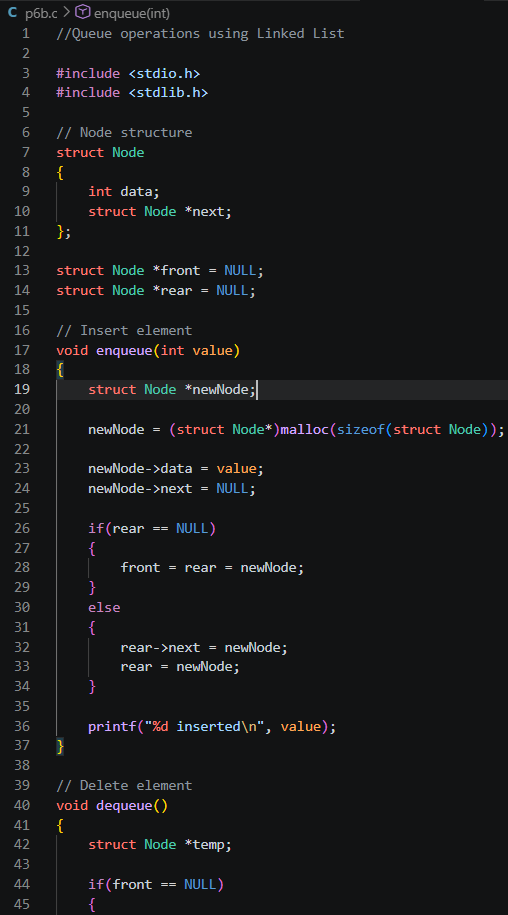 C p6b.c > enqueue(int)
1 //Queue operations using Linked List
2
3 #include <stdio.h>
4 #include <stdlib.h>
5
6 // Node structure
7 struct Node
8 {
9     int data;
10     struct Node *next;
11 };
12
13 struct Node *front = NULL;
14 struct Node *rear = NULL;
15
16 // Insert element
17 void enqueue(int value)
18 {
19     struct Node *newNode;
20
21     newNode = (struct Node*)malloc(sizeof(struct Node));
22
23     newNode->data = value;
24     newNode->next = NULL;
25
26     if(rear == NULL)
27     {
28         front = rear = newNode;
29     }
30     else
31     {
32         rear->next = newNode;
33         rear = newNode;
34     }
35
36     printf("%d inserted\n", value);
37 }
38
39 // Delete element
40 void dequeue()
41 {
42     struct Node *temp;
43
44     if(front == NULL)
45     {